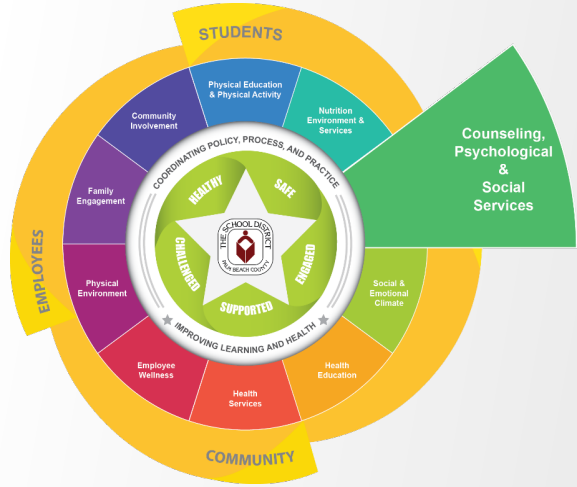 STUDENTS
Physical Education
& Physical Activity
Nutrition
Environment &
Services
Counseling,
Psychological
&
Social
Services
Social &
Emotional
Climate
Health
Education
Health
Services
Employee
Wellness
Physical
Environment
Family
Engagement
Community
Involvement
EMPLOYEES
COMMUNITY
COORDINATING POLICY, PROCESS, AND PRACTICE
IMPROVING LEARNING AND HEALTH
HEALTHY
SAFE
ENGAGED
SUPPORTED
CHALLENGED
THE SCHOOL DISTRICT
PALM BEACH COUNTY